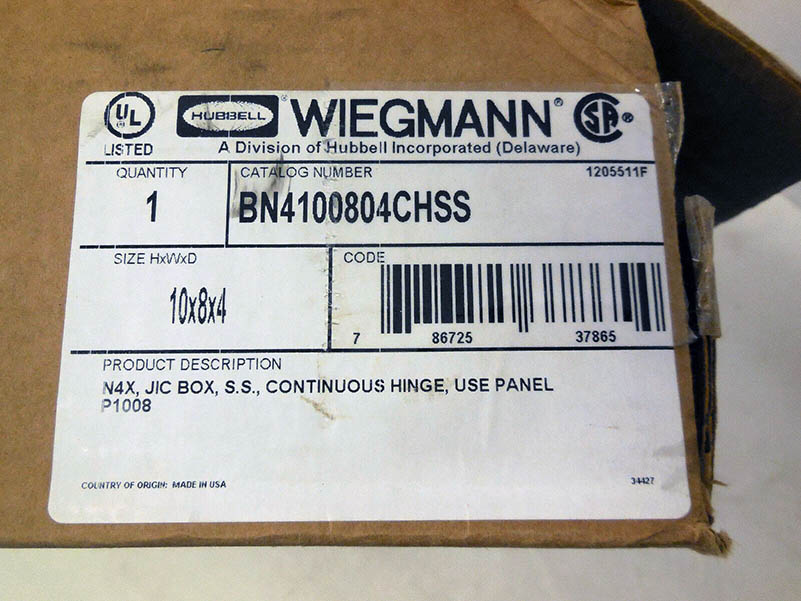 UL
LISTED
HUBBELL® WIEGMANN®
SA®
A Division of Hubbell Incorporated (Delaware)
QUANTITY
1
CATALOG NUMBER 1205511F
BN4100804CHSS
SIZE HxWxD
10x8x4
CODE
7 86725 37865
PRODUCT DESCRIPTION
N4X, JIC BOX, S.S., CONTINUOUS HINGE, USE PANEL
P1008
COUNTRY OF ORIGIN: MADE IN USA 34427